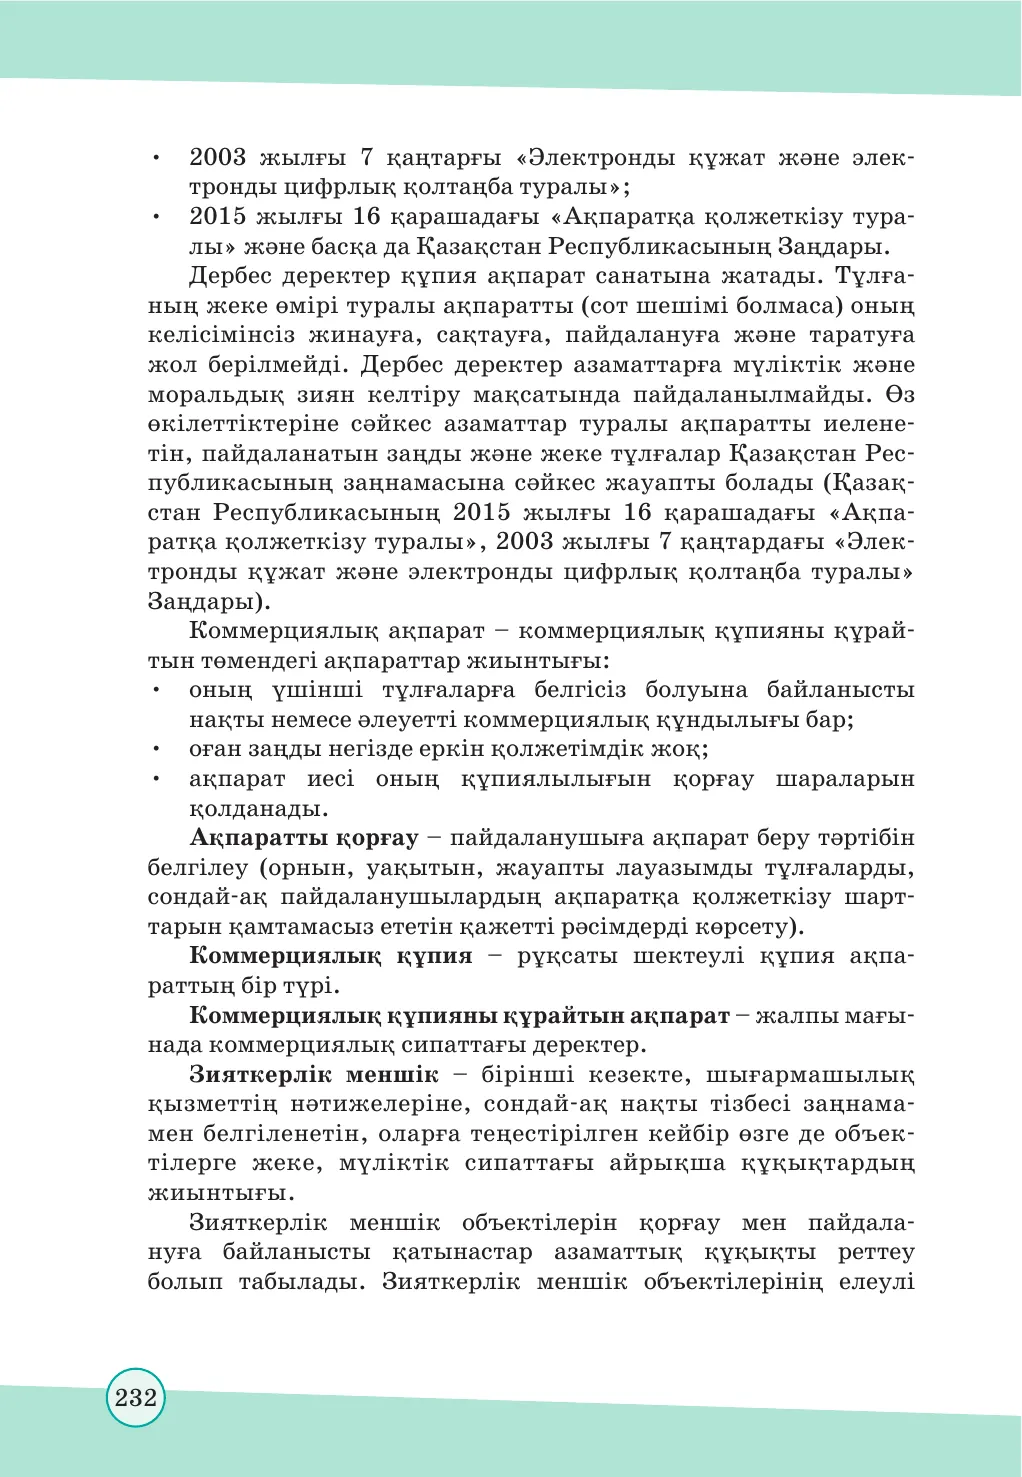 • 2003 жылғы 7 қаңтарғы «Электронды құжат және элек-
тронды цифрлық қолтаңба туралы»;
• 2015 жылғы 16 қарашадағы «Ақпаратқа қолжеткізу тура-
лы» және басқа да Қазақстан Республикасының Заңдары.
Дербес деректер құпия ақпарат санатына жатады. Тұлға-
ның жеке өмірі туралы ақпаратты (сот шешімі болмаса) оның
келісімінсіз жинауға, сақтауға, пайдалануға және таратуға
жол берілмейді. Дербес деректер азаматтарға мүліктік және
моральдық зиян келтіру мақсатында пайдаланылмайды. Өз
өкілеттіктеріне сәйкес азаматтар туралы ақпаратты иелене-
тін, пайдаланатын заңды және жеке тұлғалар Қазақстан Рес-
публикасының заңнамасына сәйкес жауапты болады (Қазақ-
стан Республикасының 2015 жылғы 16 қарашадағы «Ақпа-
ратқа қолжеткізу туралы», 2003 жылғы 7 қаңтардағы «Элек-
тронды құжат және электронды цифрлық қолтаңба туралы»
Заңдары).
Коммерциялық ақпарат – коммерциялық құпияны құрай-
тын төмендегі ақпараттар жиынтығы:
• оның үшінші тұлғаларға белгісіз болуына байланысты
нақты немесе әлеуетті коммерциялық құндылығы бар;
• оған заңды негізде еркін қолжетімдік жоқ;
• ақпарат иесі оның құпиялылығын қорғау шараларын
қолданады.
Ақпаратты қорғау – пайдаланушыға ақпарат беру тәртібін
белгілеу (орнын, уақытын, жауапты лауазымды тұлғаларды,
сондай-ақ пайдаланушылардың ақпаратқа қолжеткізу шарт-
тарын қамтамасыз ететін қажетті рәсімдерді көрсету).
Коммерциялық құпия – рұқсаты шектеулі құпия ақпа-
раттың бір түрі.
Коммерциялық құпияны құрайтын ақпарат – жалпы мағы-
нада коммерциялық сипаттағы деректер.
Зияткерлік меншік – бірінші кезекте, шығармашылық
қызметтің нәтижелеріне, сондай-ақ нақты тізбесі заңнама-
мен белгіленетін, оларға теңестірілген кейбір өзге де объек-
тілерге жеке, мүліктік сипаттағы айрықша құқықтардың
жиынтығы.
Зияткерлік меншік объектілерін қорғау мен пайдала-
нуға байланысты қатынастар азаматтық құқықты реттеу
болып табылады. Зияткерлік меншік объектілерінің елеулі
232